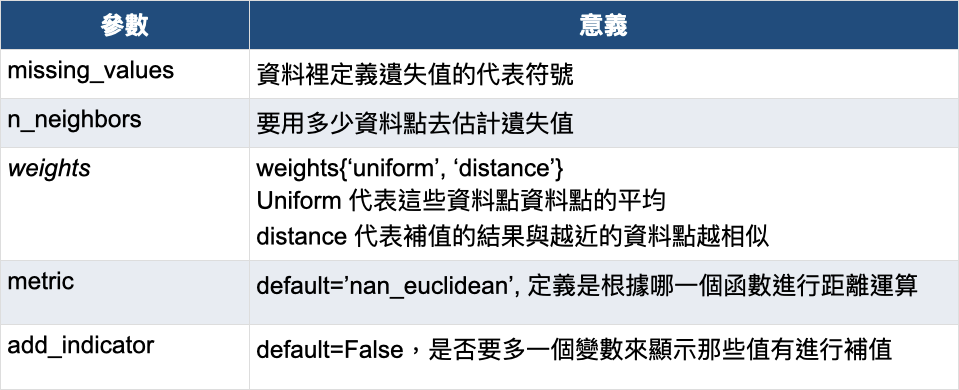 參數
意義
missing_values
資料裡定義遺失值的代表符號
n_neighbors
要用多少資料點去估計遺失值
weights
weights{‘uniform’, ‘distance’}
Uniform 代表這些資料點資料點的平均
distance 代表補值的結果與越近的資料點越相似
metric
default=’nan_euclidean’, 定義是根據哪一個函數進行距離運算
add_indicator
default=False，是否要多一個變數來顯示那些值有進行補值